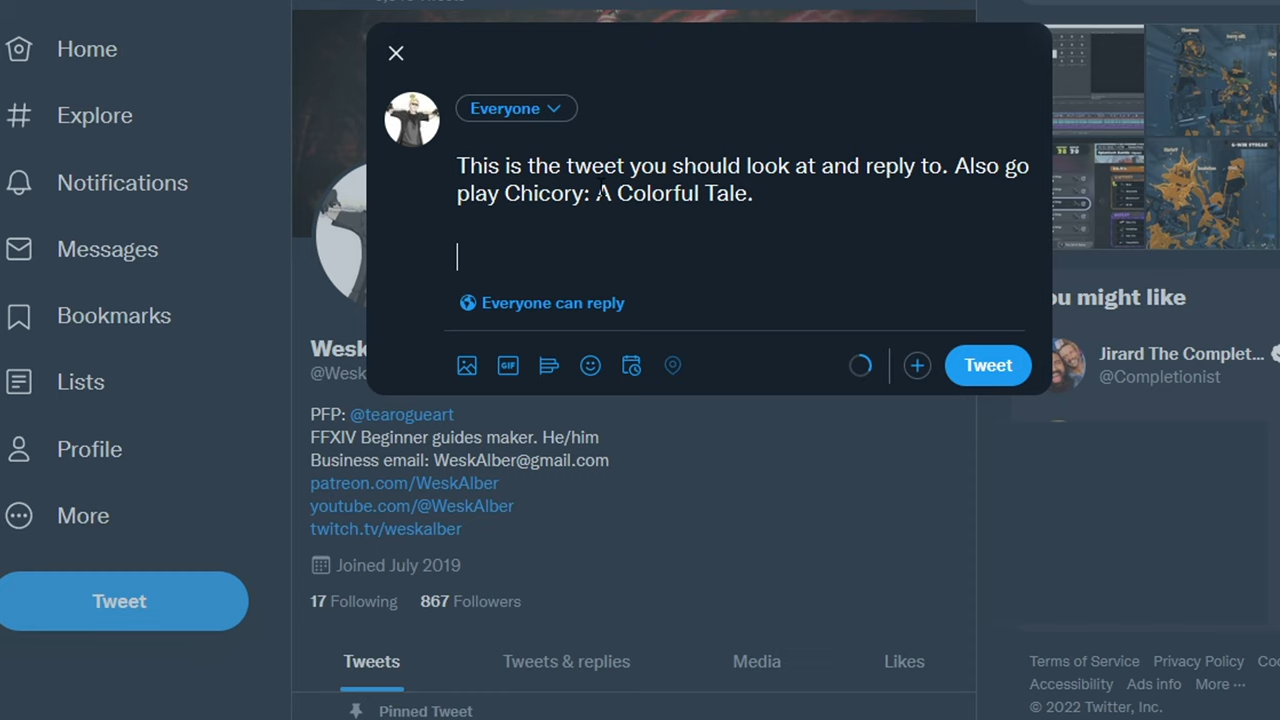 Home
Explore
Notifications
Messages
Bookmarks
Lists
Profile
More
Tweet
Everyone
This is the tweet you should look at and reply to. Also go
play Chicory: A Colorful Tale.
Everyone can reply
GIF
Tweet
Wesk
@Wesk
PFP: @tearogueart
FFXIV Beginner guides maker. He/him
Business email: WeskAlber@gmail.com
patreon.com/WeskAlber
youtube.com/@WeskAlber
twitch.tv/weskalber
Joined July 2019
17 Following 867 Followers
Tweets Tweets & replies Media Likes
Pinned Tweet
ou might like
Jirard The Complet...
@Completionist
Terms of Service Privacy Policy Coo
Accessibility Ads info More ···
© 2022 Twitter, Inc.